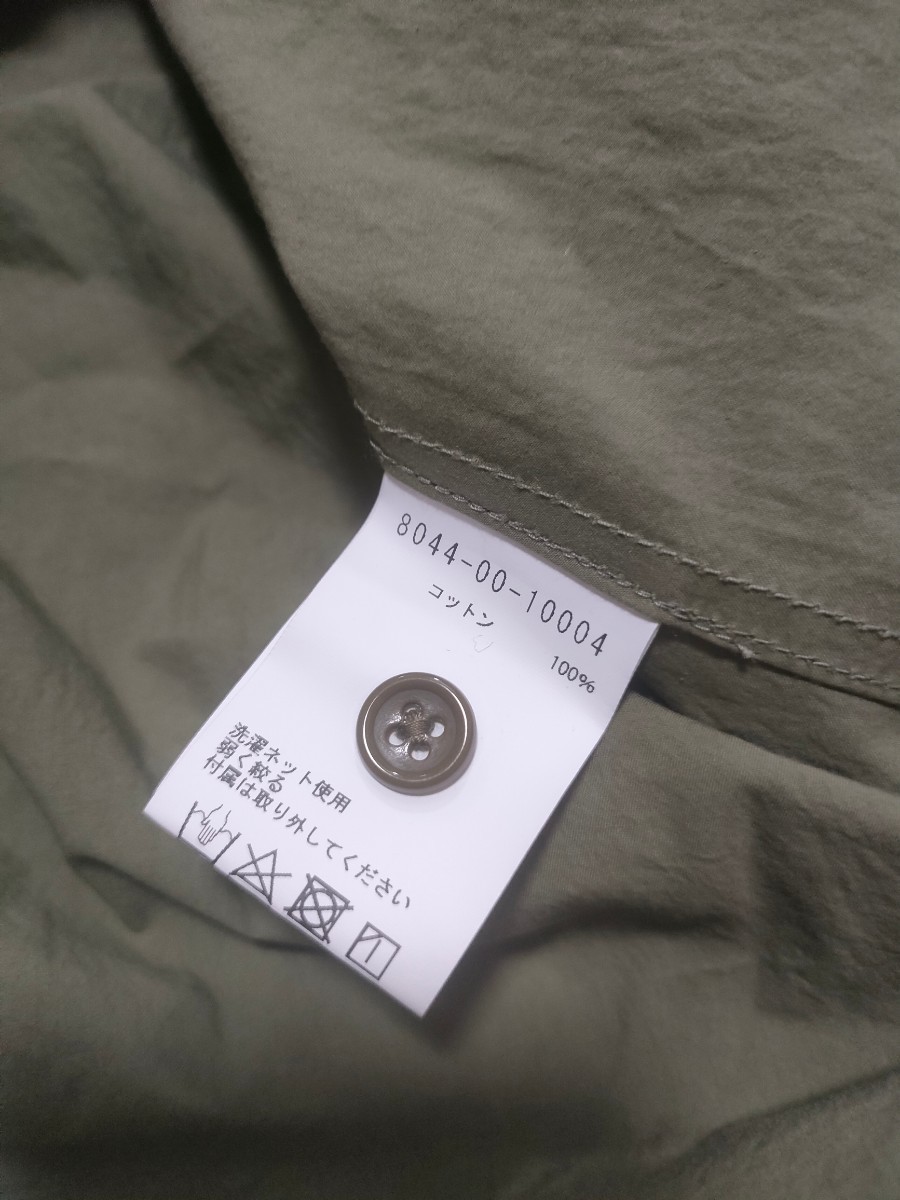 8044-00-10004
コットン
100%
洗濯ネット使用
弱く絞る
付属は取り外してください